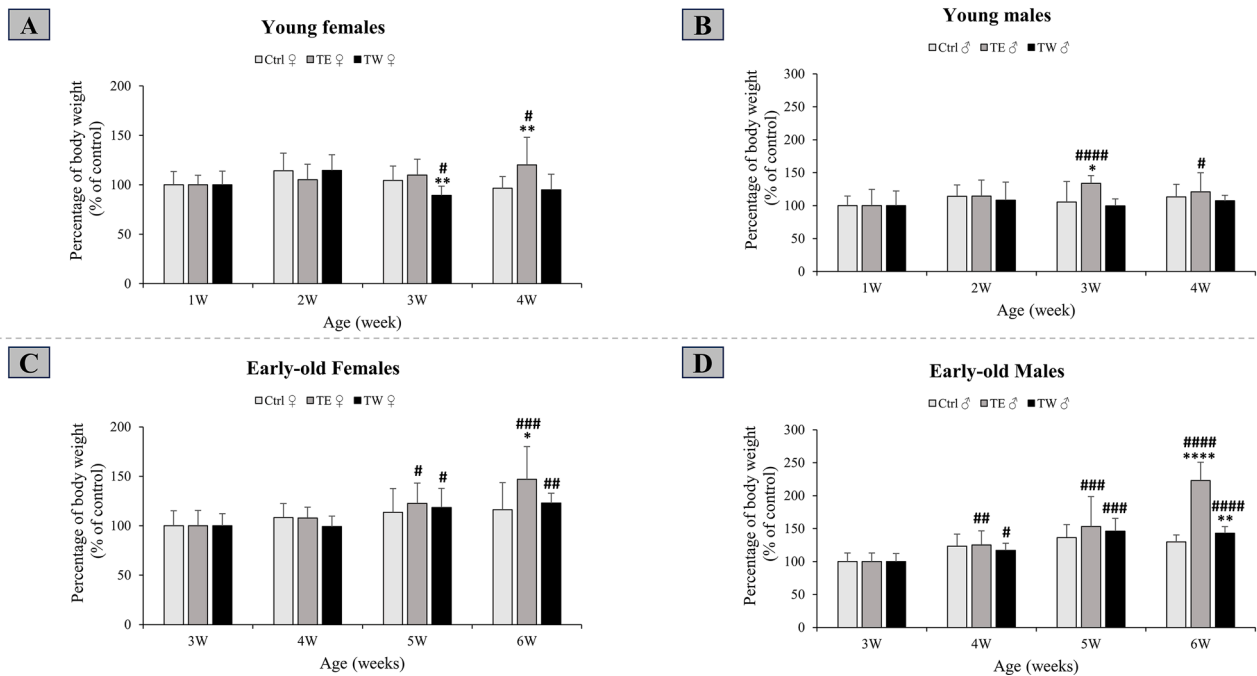 A
Young females
Ctrl ♀ TE ♀ TW ♀
Percentage of body weight
(% of control)
200
150
100
50
0
#
**
#
**
1W 2W 3W 4W
Age (week)
B
Young males
Ctrl ♂ TE ♂ TW ♂
Percentage of body weight
(% of control)
300
250
200
150
100
50
0
####
*
#
1W 2W 3W 4W
Age (week)
C
Early-old Females
Ctrl ♀ TE ♀ TW ♀
Percentage of body weight
(% of control)
200
150
100
50
0
# #
###
*
##
3W 4W 5W 6W
Age (weeks)
D
Early-old Males
Ctrl ♂ TE ♂ TW ♂
Percentage of body weight
(% of control)
300
250
200
150
100
50
0
## #
### ###
####
****
####
**
3W 4W 5W 6W
Age (weeks)